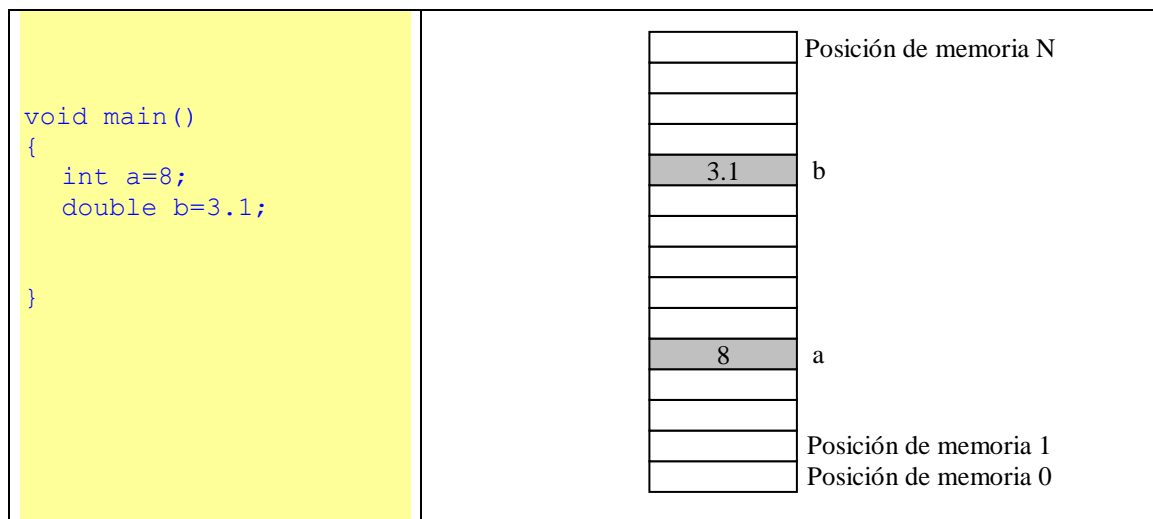 void main()
{
int a=8;
double b=3.1;
}
Posición de memoria N
3.1 b
8 a
Posición de memoria 1
Posición de memoria 0